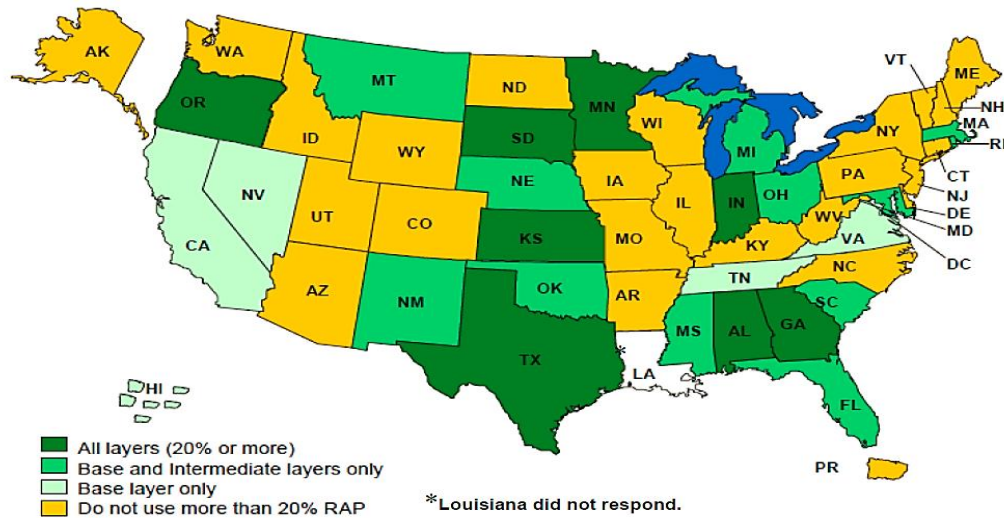 AK
WA
MT
ND
MN
VT
ME
OR
ID
SD
WI
NY
NH
MA
RI
WY
MI
CT
NV
NE
IA
PA
NJ
IL
IN
OH
DE
UT
CO
WV
MD
CA
KS
MO
KY
VA
DC
AZ
NM
OK
AR
TN
NC
SC
MS
AL
GA
TX
*
LA
HI
FL
PR
All layers (20% or more)
Base and Intermediate layers only
Base layer only
Do not use more than 20% RAP
*Louisiana did not respond.